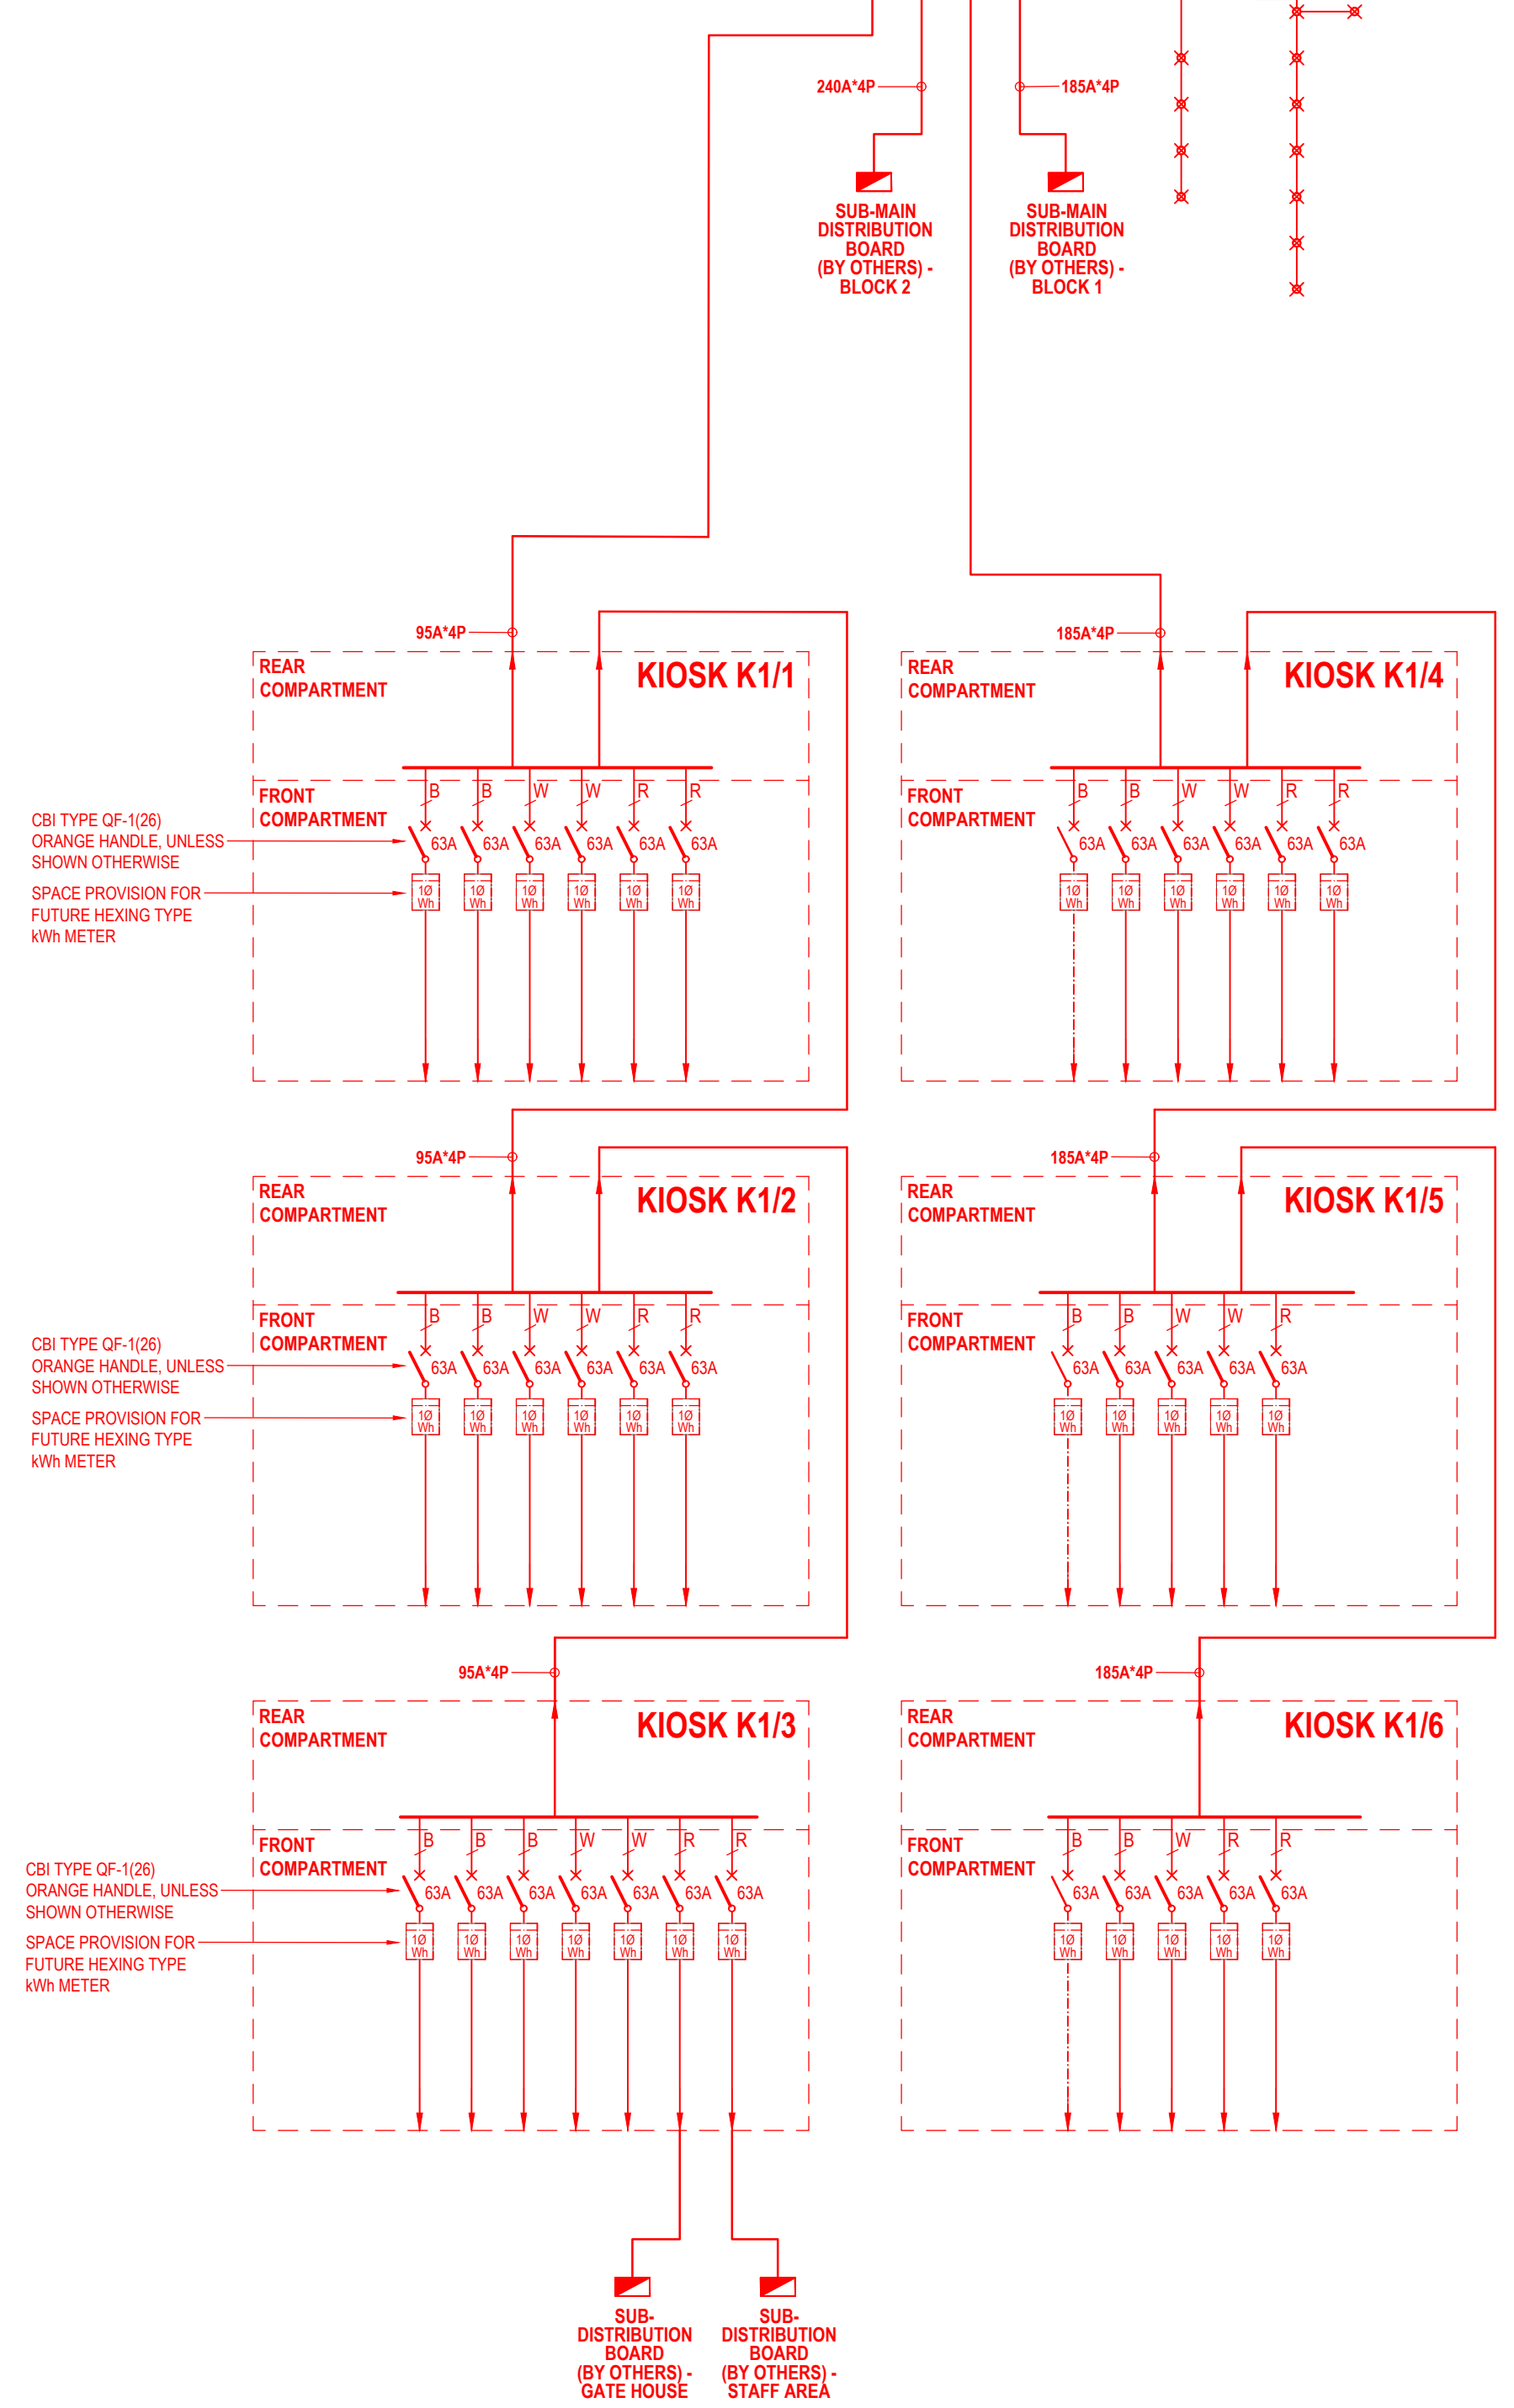 240A*4P
185A*4P
SUB-MAIN
DISTRIBUTION
BOARD
(BY OTHERS) -
BLOCK 2
SUB-MAIN
DISTRIBUTION
BOARD
(BY OTHERS) -
BLOCK 1
95A*4P
REAR
COMPARTMENT
KIOSK K1/1
FRONT
COMPARTMENT
B B W W R R
63A 63A 63A 63A 63A 63A
1Ø 1Ø 1Ø 1Ø 1Ø 1Ø
Wh Wh Wh Wh Wh Wh
CBI TYPE QF-1(26)
ORANGE HANDLE, UNLESS
SHOWN OTHERWISE
SPACE PROVISION FOR
FUTURE HEXING TYPE
kWh METER
185A*4P
REAR
COMPARTMENT
KIOSK K1/4
FRONT
COMPARTMENT
B B W W R R
63A 63A 63A 63A 63A 63A
1Ø 1Ø 1Ø 1Ø 1Ø 1Ø
Wh Wh Wh Wh Wh Wh
95A*4P
REAR
COMPARTMENT
KIOSK K1/2
FRONT
COMPARTMENT
B B W W R R
63A 63A 63A 63A 63A 63A
1Ø 1Ø 1Ø 1Ø 1Ø 1Ø
Wh Wh Wh Wh Wh Wh
CBI TYPE QF-1(26)
ORANGE HANDLE, UNLESS
SHOWN OTHERWISE
SPACE PROVISION FOR
FUTURE HEXING TYPE
kWh METER
185A*4P
REAR
COMPARTMENT
KIOSK K1/5
FRONT
COMPARTMENT
B B W W R
63A 63A 63A 63A 63A
1Ø 1Ø 1Ø 1Ø 1Ø
Wh Wh Wh Wh Wh
95A*4P
REAR
COMPARTMENT
KIOSK K1/3
FRONT
COMPARTMENT
B B B W W R R
63A 63A 63A 63A 63A 63A 63A
1Ø 1Ø 1Ø 1Ø 1Ø 1Ø 1Ø
Wh Wh Wh Wh Wh Wh Wh
CBI TYPE QF-1(26)
ORANGE HANDLE, UNLESS
SHOWN OTHERWISE
SPACE PROVISION FOR
FUTURE HEXING TYPE
kWh METER
185A*4P
REAR
COMPARTMENT
KIOSK K1/6
FRONT
COMPARTMENT
B B W R R
63A 63A 63A 63A 63A
1Ø 1Ø 1Ø 1Ø 1Ø
Wh Wh Wh Wh Wh
SUB-
DISTRIBUTION
BOARD
(BY OTHERS) -
GATE HOUSE
SUB-
DISTRIBUTION
BOARD
(BY OTHERS) -
STAFF AREA